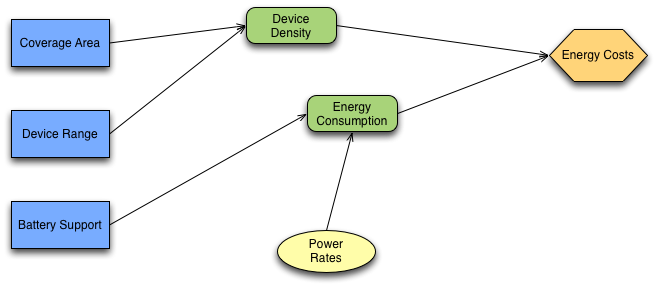 Device
Density
Coverage Area
Energy Costs
Energy
Consumption
Device Range
Battery Support
Power
Rates